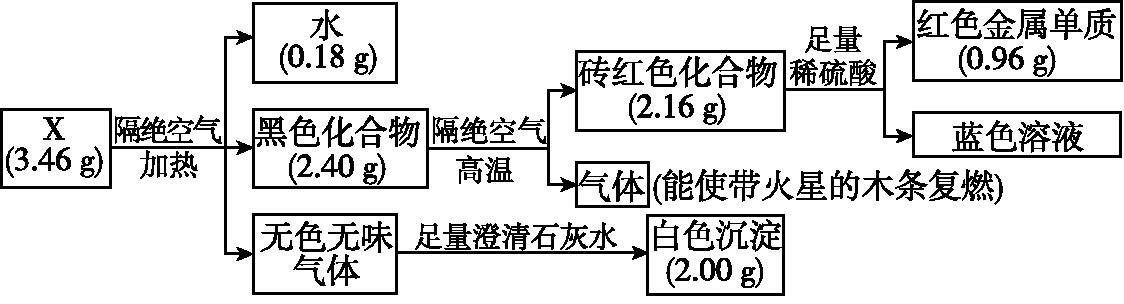 X
(3.46 g)
隔绝空气
加热
水
(0.18 g)
黑色化合物
(2.40 g)
隔绝空气
高温
砖红色化合物
(2.16 g)
足量
稀硫酸
红色金属单质
(0.96 g)
蓝色溶液
气体(能使带火星的木条复燃)
无色无味
气体
足量澄清石灰水
白色沉淀
(2.00 g)